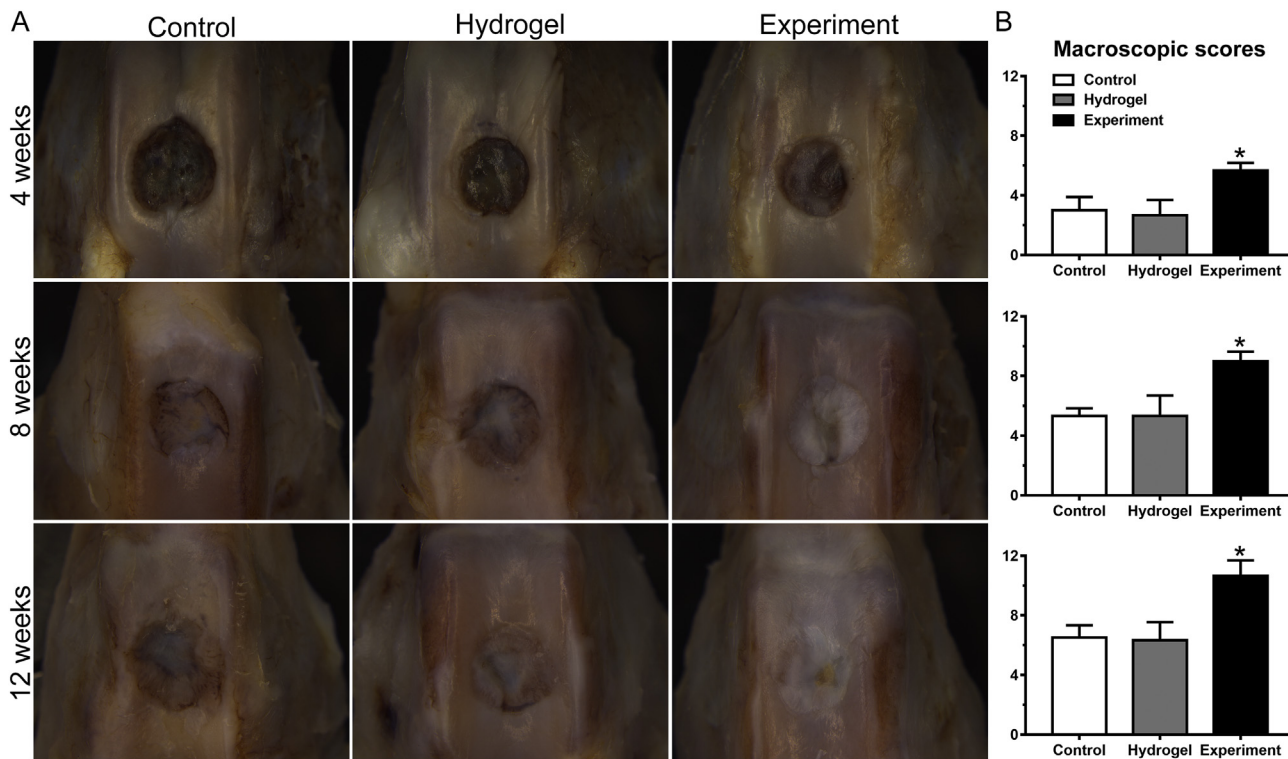 A
Control
Hydrogel
Experiment
4 weeks
8 weeks
12 weeks
B
Macroscopic scores
Control
Hydrogel
Experiment
12
8
4
0
*
Control
Hydrogel
Experiment
12
8
4
0
*
Control
Hydrogel
Experiment
12
8
4
0
*
Control
Hydrogel
Experiment